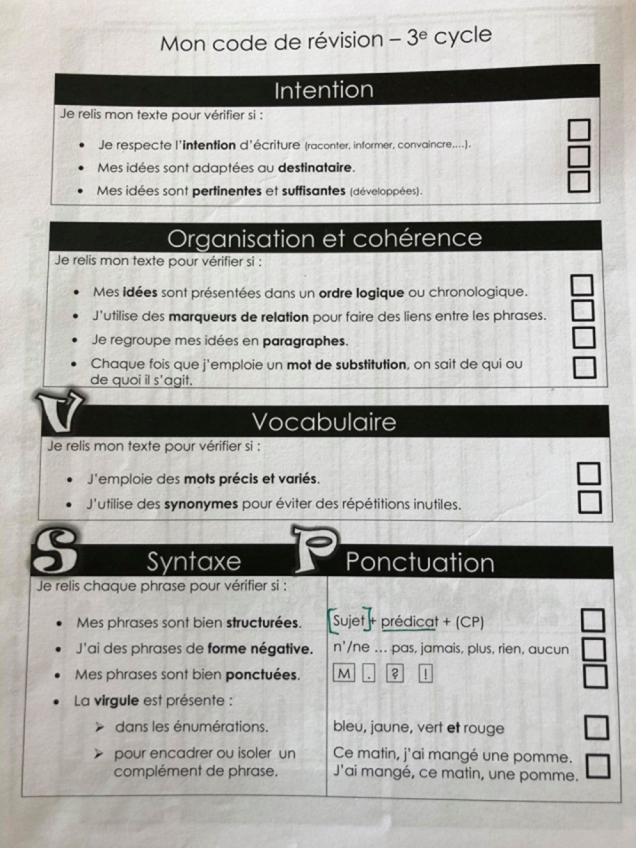 Mon code de révision – 3e cycle
Intention
Je relis mon texte pour vérifier si :
• Je respecte l'intention d'écriture (raconter, informer, convaincre,...).
• Mes idées sont adaptées au destinataire.
• Mes idées sont pertinentes et suffisantes (développées).
Organisation et cohérence
Je relis mon texte pour vérifier si :
• Mes idées sont présentées dans un ordre logique ou chronologique.
• J'utilise des marqueurs de relation pour faire des liens entre les phrases.
• Je regroupe mes idées en paragraphes.
• Chaque fois que j'emploie un mot de substitution, on sait de qui ou
de quoi il s'agit.
V
Vocabulaire
Je relis mon texte pour vérifier si :
• J'emploie des mots précis et variés.
• J'utilise des synonymes pour éviter des répétitions inutiles.
S Syntaxe P Ponctuation
Je relis chaque phrase pour vérifier si :
• Mes phrases sont bien structurées. [Sujet]+ prédicat + (CP)
• J'ai des phrases de forme négative. n'/ne ... pas, jamais, plus, rien, aucun
• Mes phrases sont bien ponctuées. M . ? !
• La virgule est présente :
➢ dans les énumérations. bleu, jaune, vert et rouge
➢ pour encadrer ou isoler un Ce matin, j'ai mangé une pomme.
complément de phrase. J'ai mangé, ce matin, une pomme.